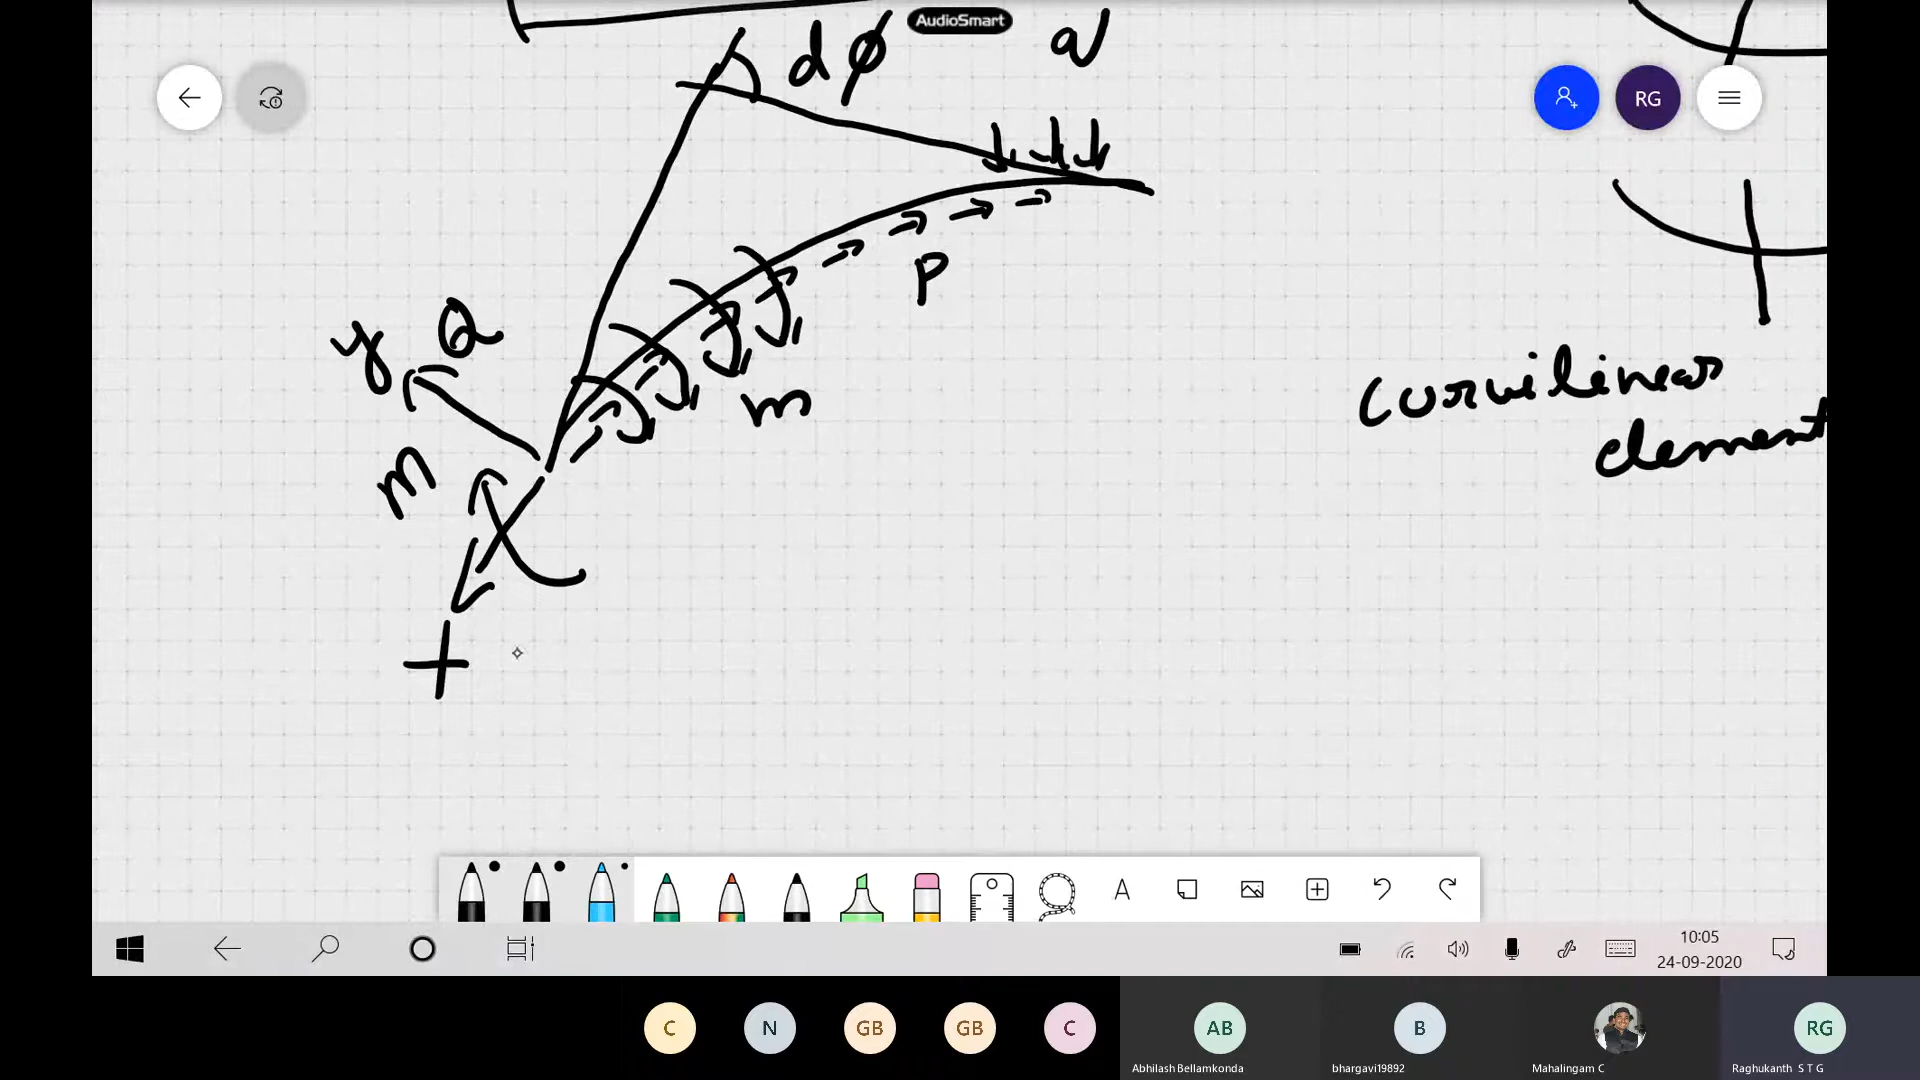 AudioSmart
dφ
q
RG
P
y Q
m
M
Curvilinear
element
+
A
10:05
24-09-2020
C N GB GB C AB B RG
Abhilash Bellamkonda bhargavi19892 Mahalingam C Raghukanth S T G